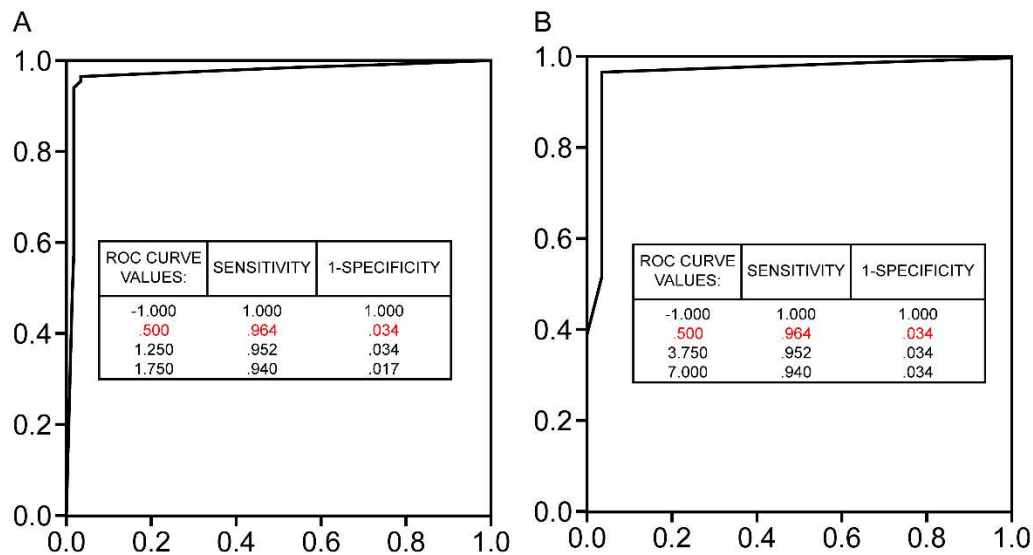 A
1.0
0.8
0.6
0.4
0.2
0.0
0.0 0.2 0.4 0.6 0.8 1.0
ROC CURVE VALUES: SENSITIVITY 1-SPECIFICITY
-1.000 1.000 1.000
.500 .964 .034
1.250 .952 .034
1.750 .940 .017
B
1.0
0.8
0.6
0.4
0.2
0.0
0.0 0.2 0.4 0.6 0.8 1.0
ROC CURVE VALUES: SENSITIVITY 1-SPECIFICITY
-1.000 1.000 1.000
.500 .964 .034
3.750 .952 .034
7.000 .940 .034